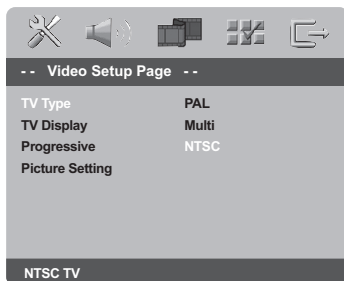 - - Video Setup Page - -
TV Type PAL
TV Display Multi
Progressive NTSC
Picture Setting
NTSC TV